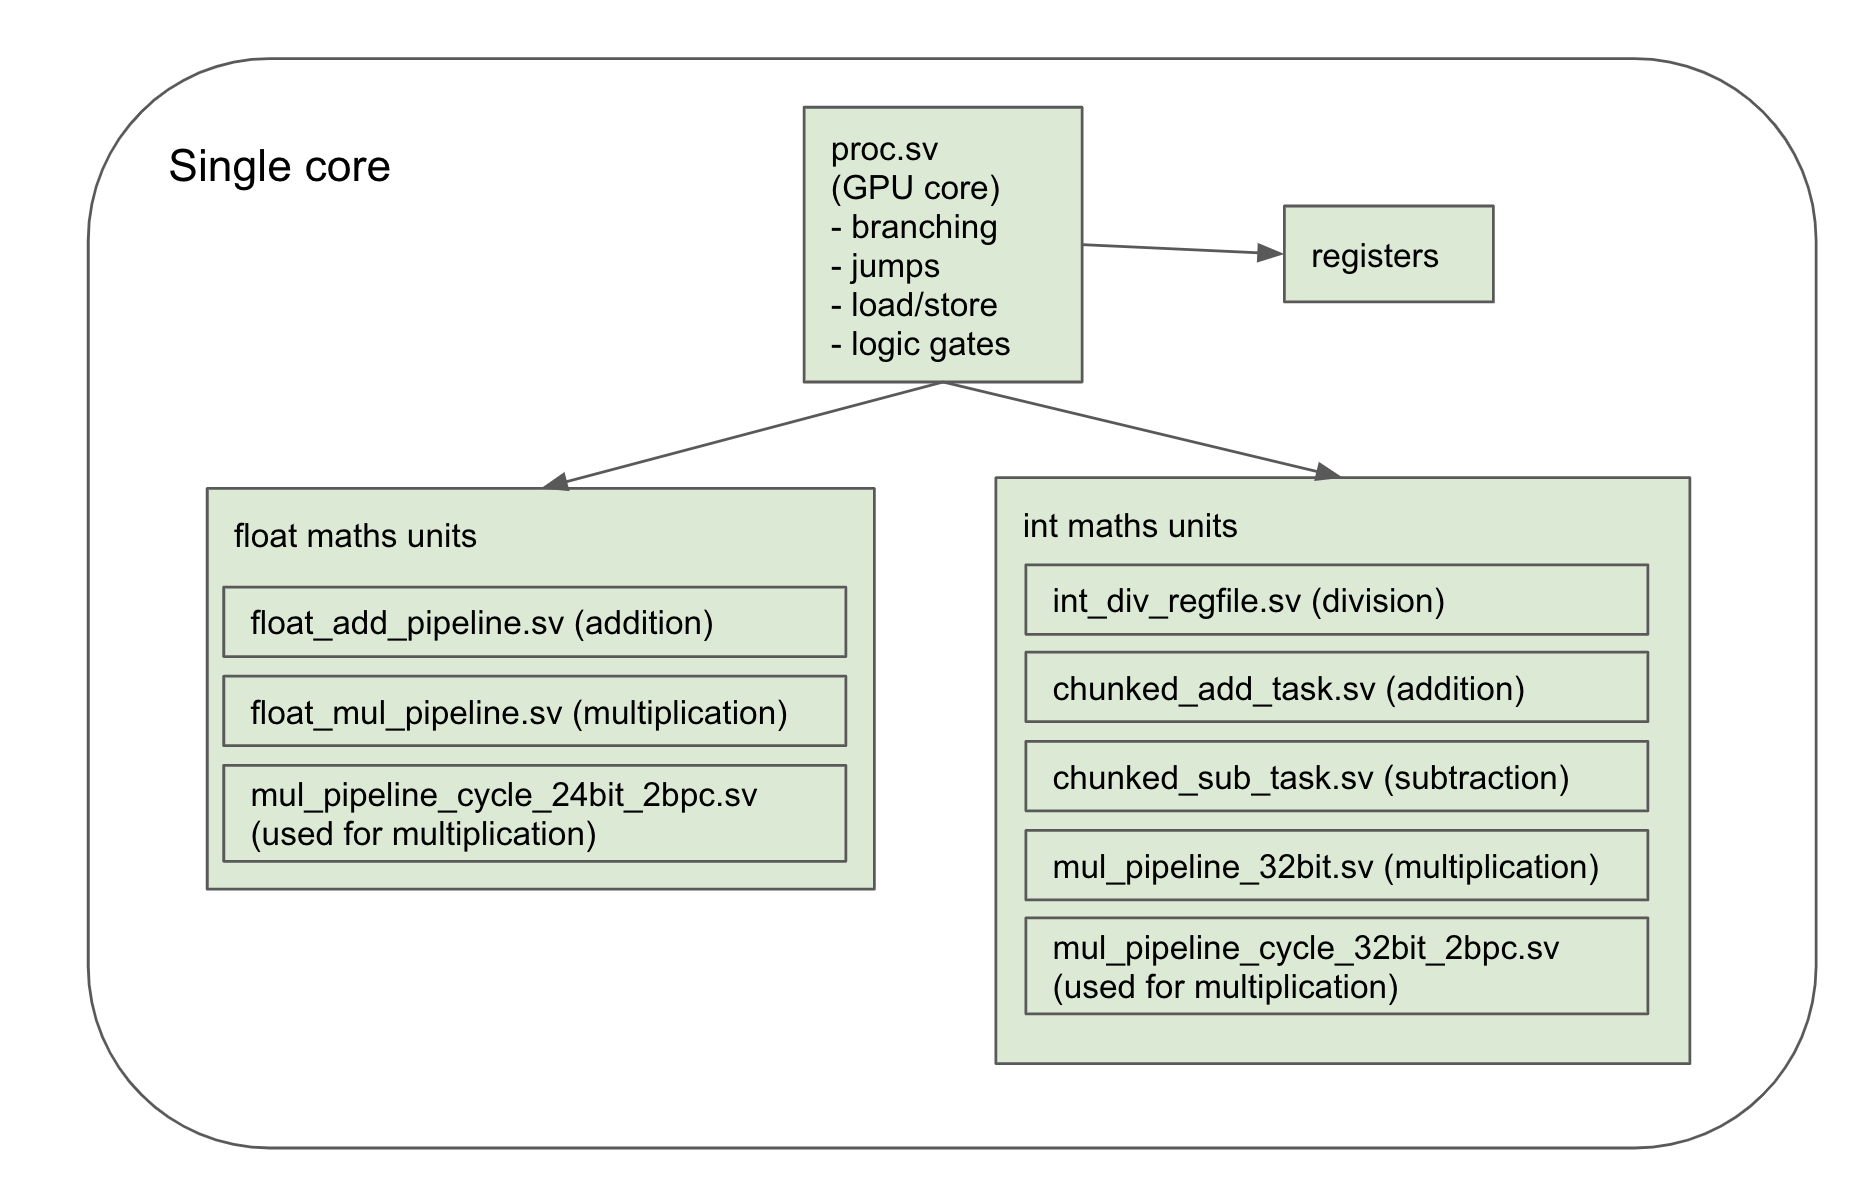 Single core
proc.sv
(GPU core)
- branching
- jumps
- load/store
- logic gates
registers
float maths units
float_add_pipeline.sv (addition)
float_mul_pipeline.sv (multiplication)
mul_pipeline_cycle_24bit_2bpc.sv
(used for multiplication)
int maths units
int_div_regfile.sv (division)
chunked_add_task.sv (addition)
chunked_sub_task.sv (subtraction)
mul_pipeline_32bit.sv (multiplication)
mul_pipeline_cycle_32bit_2bpc.sv
(used for multiplication)